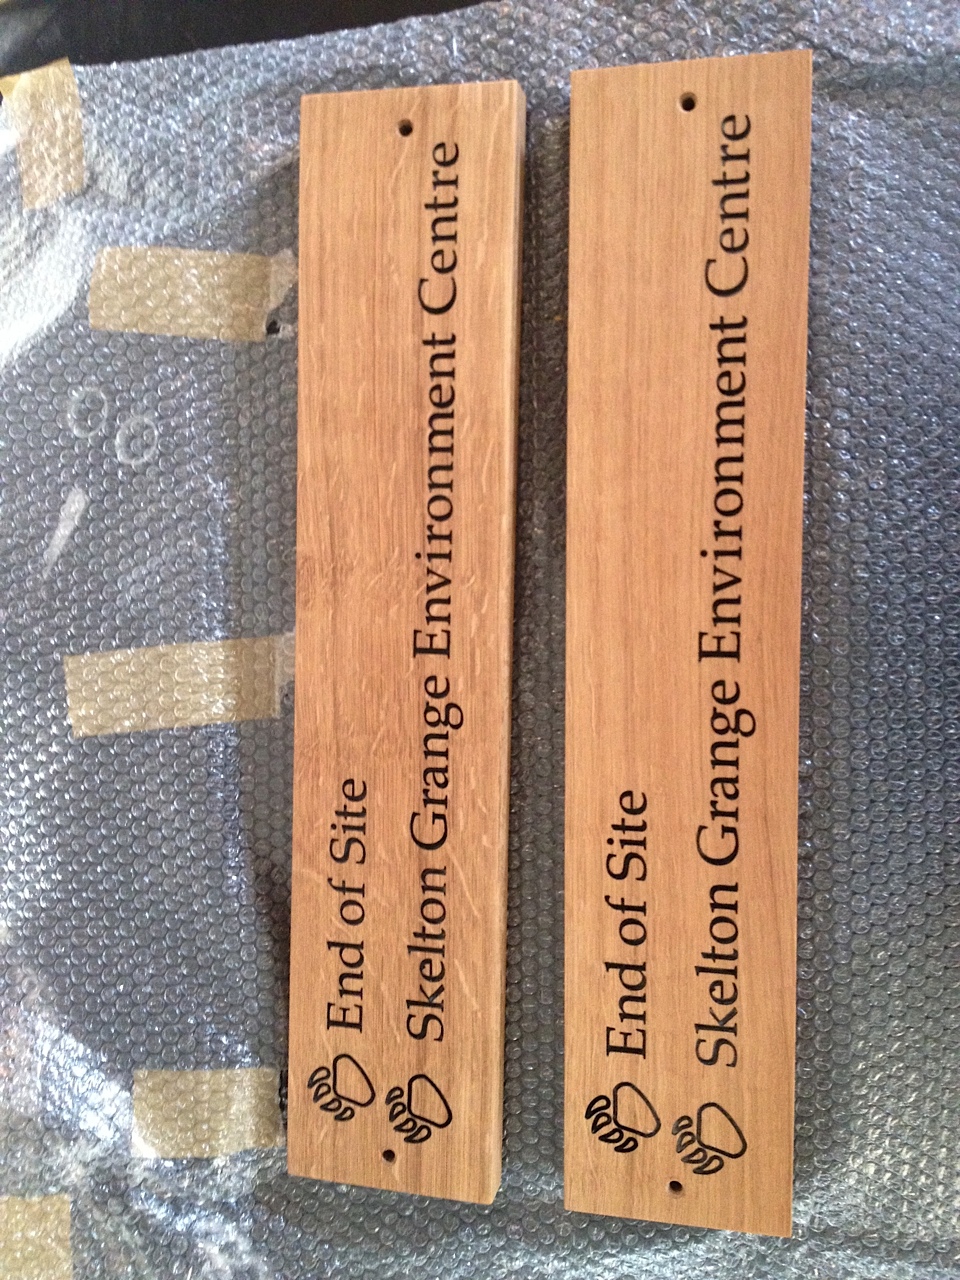 End of Site
Skelton Grange Environment Centre
End of Site
Skelton Grange Environment Centre